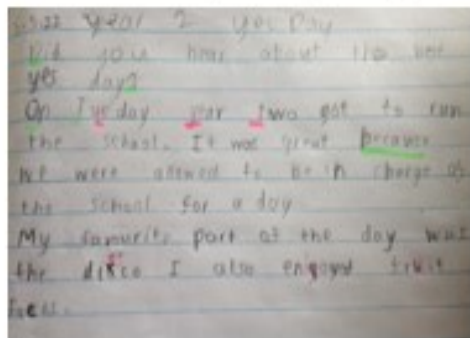 Year 2 yes Day
Did you hear about the
yes day?
On Tusday year two got to run
the school. It was great because
we were allowed to be in charge of
the school for a day
My favourite part of the day was
the disco I also enjoyd